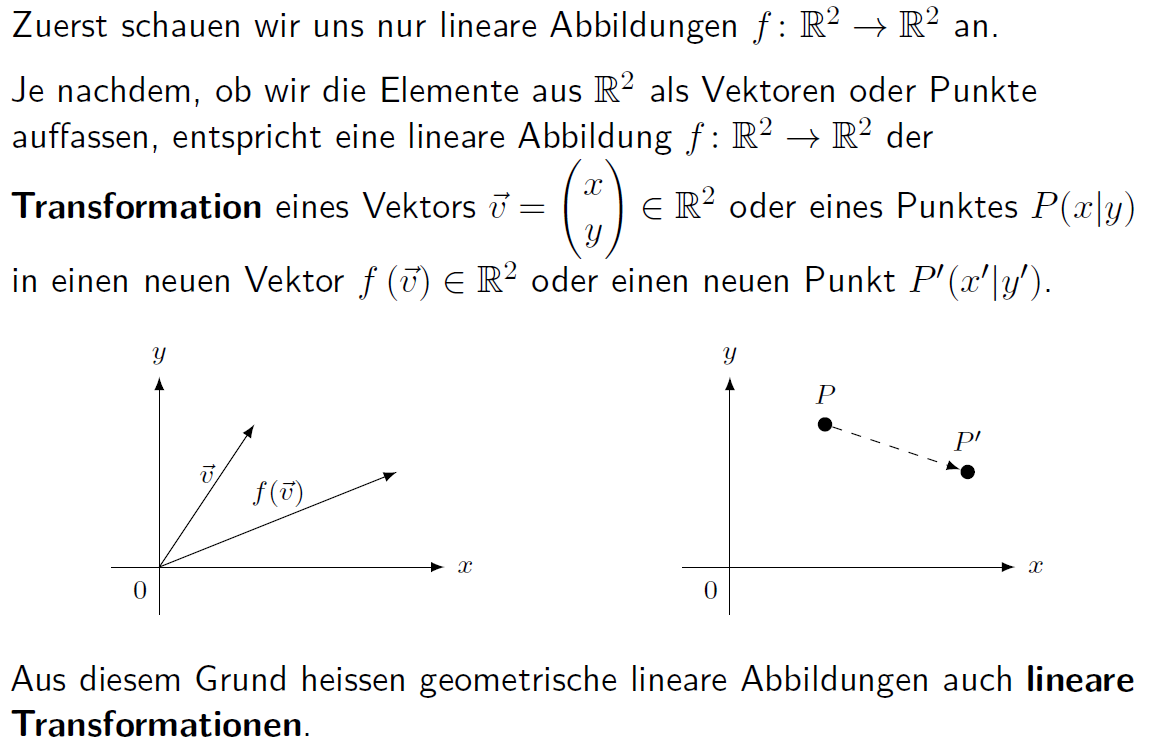 Zuerst schauen wir uns nur lineare Abbildungen f: ℝ² → ℝ² an.
Je nachdem, ob wir die Elemente aus ℝ² als Vektoren oder Punkte
auffassen, entspricht eine lineare Abbildung f: ℝ² → ℝ² der
Transformation eines Vektors v⃗ = (x y) ∈ ℝ² oder eines Punktes P(x|y)
in einen neuen Vektor f (v⃗) ∈ ℝ² oder einen neuen Punkt P′(x′|y′).
y
v⃗
f(v⃗)
0
x
y
P
P′
0
x
Aus diesem Grund heissen geometrische lineare Abbildungen auch lineare
Transformationen.